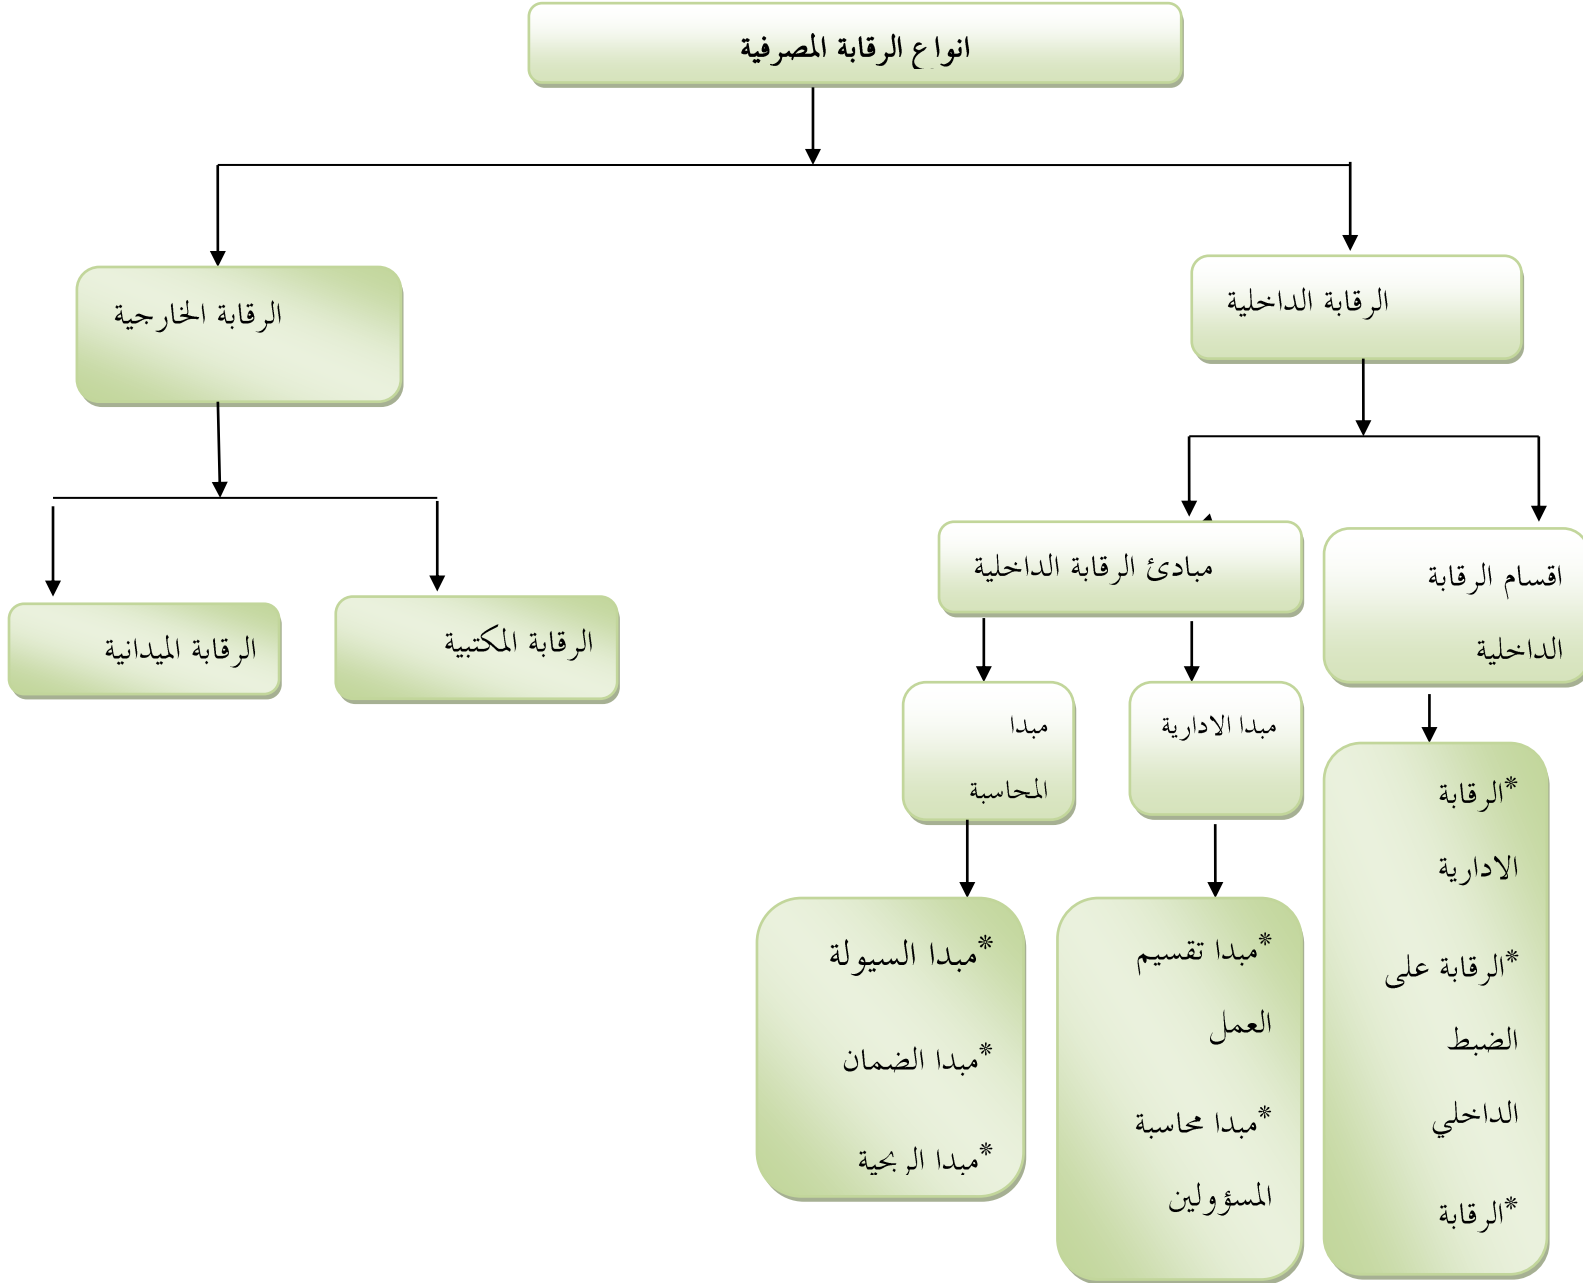 انواع الرقابة المصرفية
الرقابة الداخلية
الرقابة الخارجية
اقسام الرقابة
الداخلية
مبادئ الرقابة الداخلية
الرقابة المكتبية
الرقابة الميدانية
مبدا الادارية
مبدا
المحاسبة
*الرقابة
الادارية
*الرقابة على
الضبط
الداخلي
*الرقابة
*مبدا تقسيم
العمل
*مبدا محاسبة
المسؤولين
*مبدا السيولة
*مبدا الضمان
*مبدا الربحية